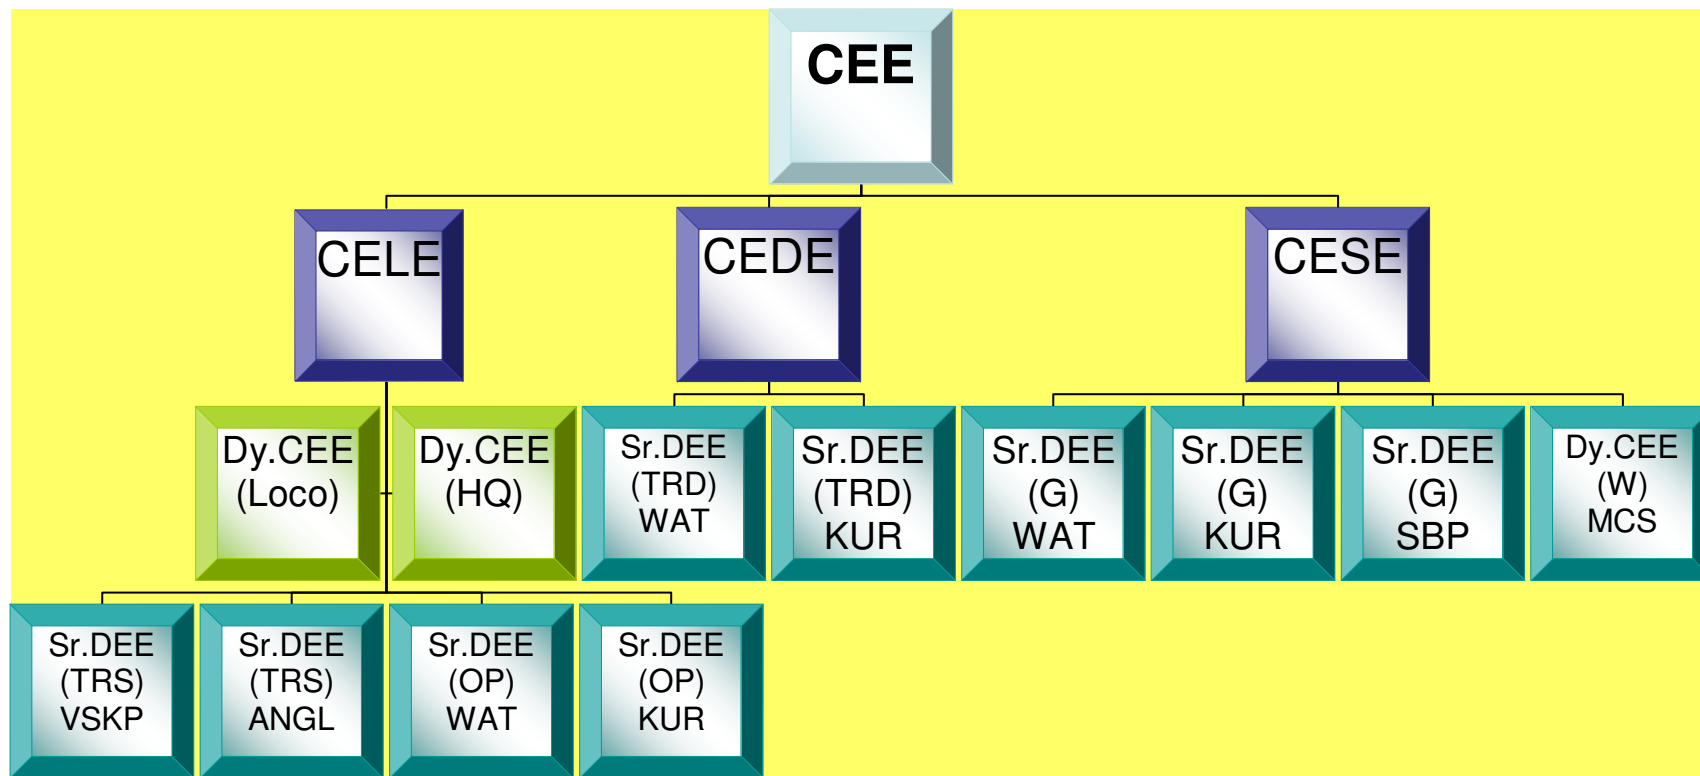 CEE
CELE
CEDE
CESE
Dy.CEE
(Loco)
Dy.CEE
(HQ)
Sr.DEE
(TRD)
WAT
Sr.DEE
(TRD)
KUR
Sr.DEE
(G)
WAT
Sr.DEE
(G)
KUR
Sr.DEE
(G)
SBP
Dy.CEE
(W)
MCS
Sr.DEE
(TRS)
VSKP
Sr.DEE
(TRS)
ANGL
Sr.DEE
(OP)
WAT
Sr.DEE
(OP)
KUR